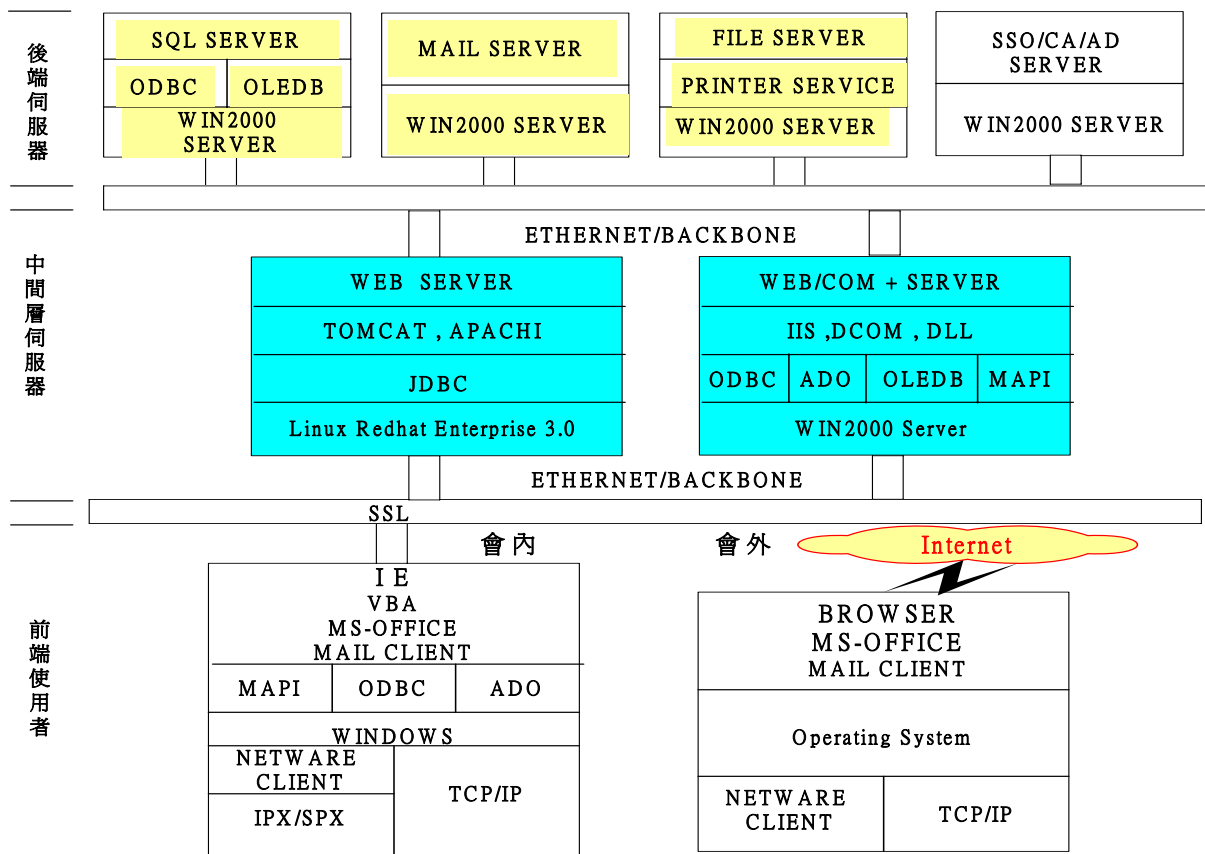 後端伺服器
SQL SERVER
ODBC
OLEDB
WIN2000
SERVER
MAIL SERVER
WIN2000 SERVER
FILE SERVER
PRINTER SERVICE
WIN2000 SERVER
SSO/CA/AD
SERVER
WIN2000 SERVER
ETHERNET/BACKBONE
中間層伺服器
WEB SERVER
TOMCAT , APACHI
JDBC
Linux Redhat Enterprise 3.0
WEB/COM + SERVER
IIS ,DCOM , DLL
ODBC
ADO
OLEDB
MAPI
WIN2000 Server
ETHERNET/BACKBONE
SSL
會內
會外
Internet
前端使用者
I E
VBA
MS-OFFICE
MAIL CLIENT
MAPI
ODBC
ADO
WINDOWS
NETWARE
CLIENT
IPX/SPX
TCP/IP
BROWSER
MS-OFFICE
MAIL CLIENT
Operating System
NETWARE
CLIENT
TCP/IP